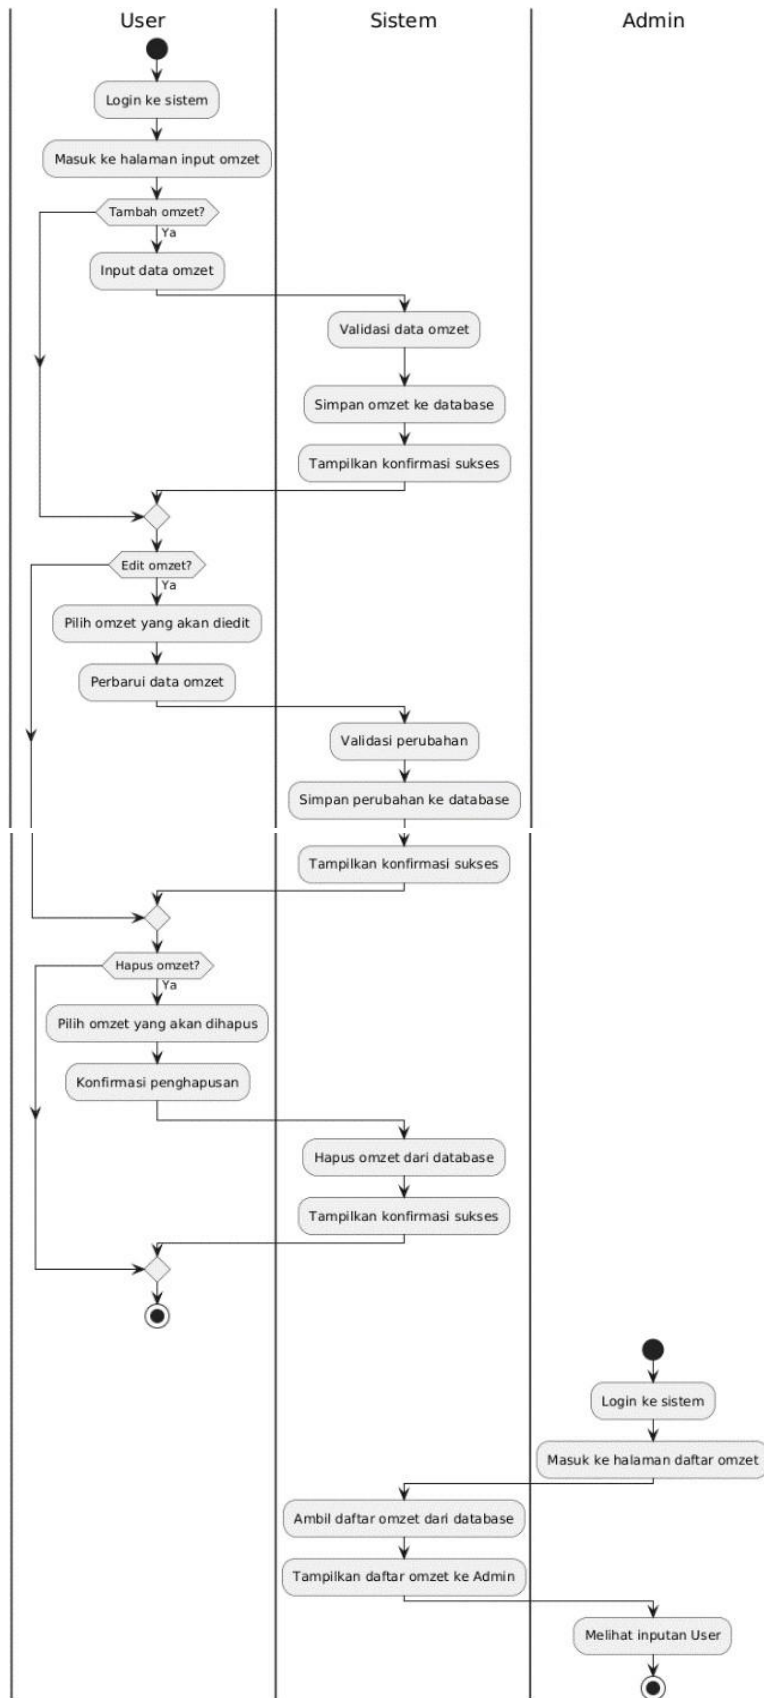 User
Sistem
Admin
Login ke sistem
Masuk ke halaman input omzet
Tambah omzet?
Ya
Input data omzet
Validasi data omzet
Simpan omzet ke database
Tampilkan konfirmasi sukses
Edit omzet?
Ya
Pilih omzet yang akan diedit
Perbarui data omzet
Validasi perubahan
Simpan perubahan ke database
Tampilkan konfirmasi sukses
Hapus omzet?
Ya
Pilih omzet yang akan dihapus
Konfirmasi penghapusan
Hapus omzet dari database
Tampilkan konfirmasi sukses
Login ke sistem
Masuk ke halaman daftar omzet
Ambil daftar omzet dari database
Tampilkan daftar omzet ke Admin
Melihat inputan User